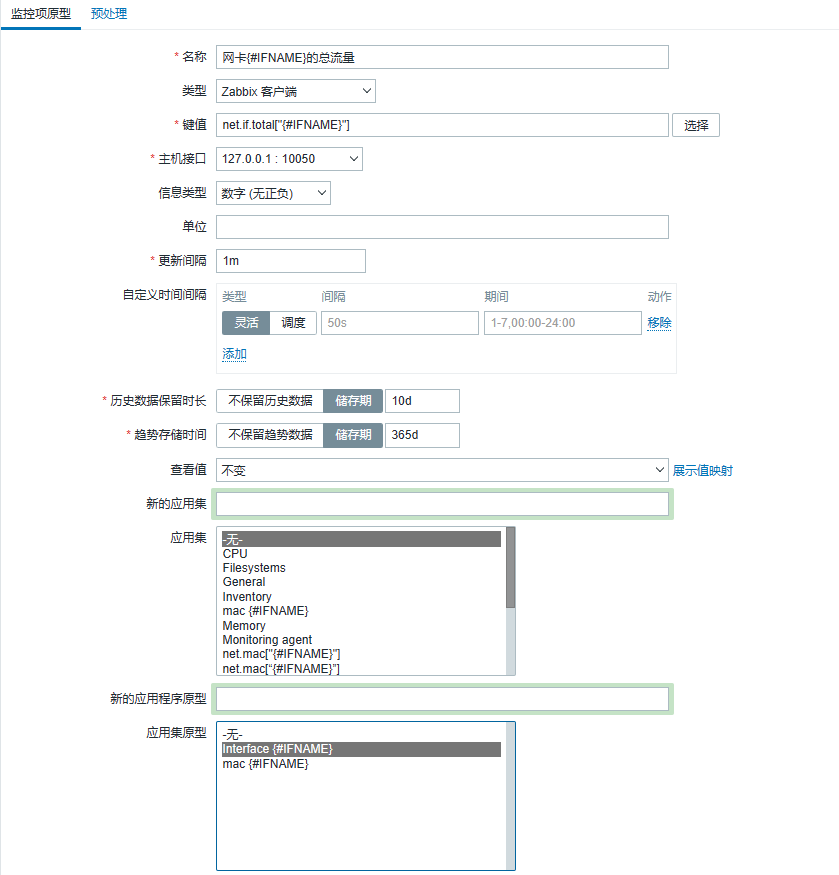 监控项原型 预处理
* 名称 网卡{#IFNAME}的总流量
类型 Zabbix 客户端
* 键值 net.if.total["{#IFNAME}"] 选择
* 主机接口 127.0.0.1 : 10050
信息类型 数字 (无正负)
单位
* 更新间隔 1m
自定义时间间隔 类型 间隔 期间 动作
灵活 调度 50s 1-7,00:00-24:00 移除
添加
* 历史数据保留时长 不保留历史数据 储存期 10d
* 趋势存储时间 不保留趋势数据 储存期 365d
查看值 不变 展示值映射
新的应用集
应用集 -无-
CPU
Filesystems
General
Inventory
mac {#IFNAME}
Memory
Monitoring agent
net.mac["{#IFNAME}"]
net.mac[“{#IFNAME}”]
新的应用程序原型
应用集原型 -无-
Interface {#IFNAME}
mac {#IFNAME}